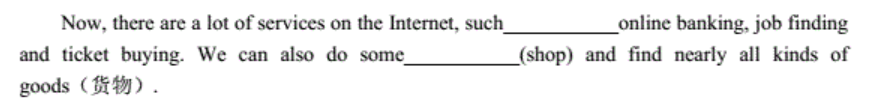 Now, there are a lot of services on the Internet, such___________online banking, job finding
and ticket buying. We can also do some___________(shop) and find nearly all kinds of
goods（货物）.